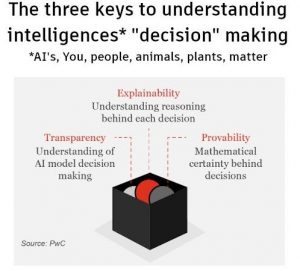 The three keys to understanding
intelligences* "decision" making
*AI's, You, people, animals, plants, matter
Explainability
Understanding reasoning
behind each decision
Transparency
Understanding of
AI model decision
making
Provability
Mathematical
certainty behind
decisions
Source: PwC